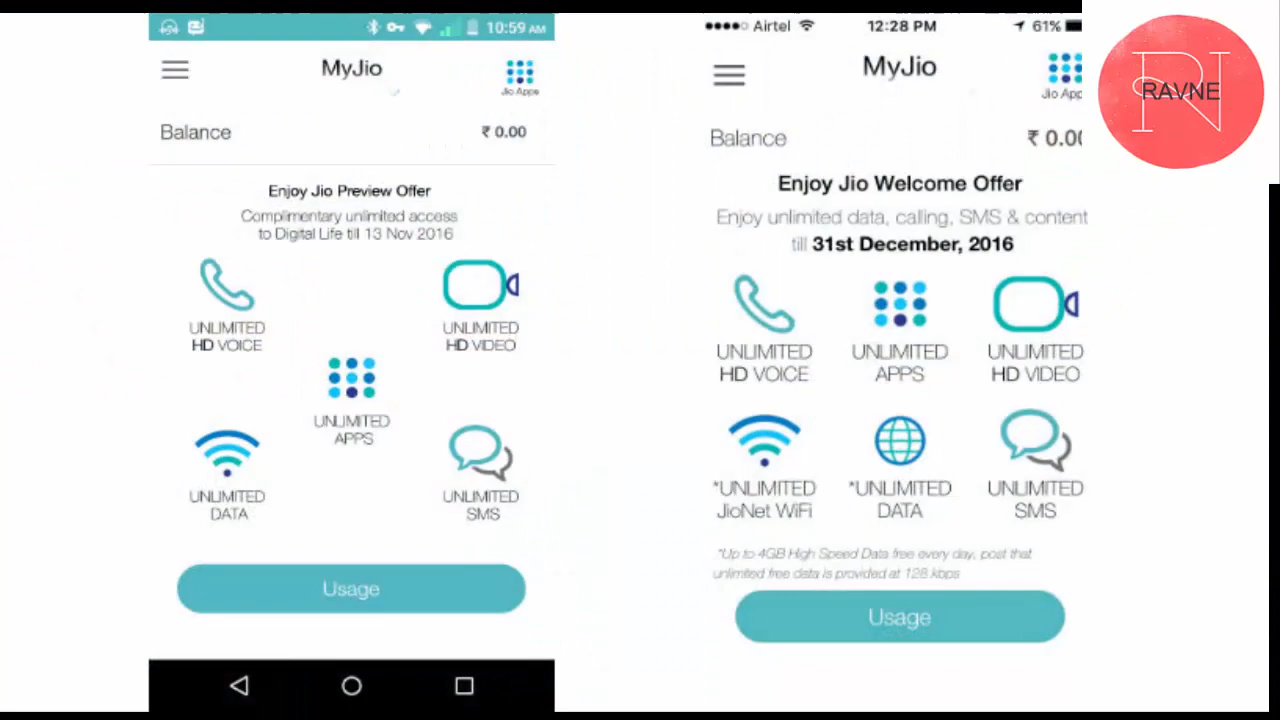 10:59 AM
MyJio
Jio Apps
Balance
₹ 0.00
Enjoy Jio Preview Offer
Complimentary unlimited access
to Digital Life till 13 Nov 2016
UNLIMITED
HD VOICE
UNLIMITED
HD VIDEO
UNLIMITED
APPS
UNLIMITED
DATA
UNLIMITED
SMS
Usage
Airtel
12:28 PM
61%
MyJio
Jio App
Balance
₹ 0.00
Enjoy Jio Welcome Offer
Enjoy unlimited data, calling, SMS & content
till 31st December, 2016
UNLIMITED
HD VOICE
UNLIMITED
APPS
UNLIMITED
HD VIDEO
*UNLIMITED
JioNet WiFi
*UNLIMITED
DATA
UNLIMITED
SMS
*Up to 4GB High Speed Data free every day, post that
unlimited free data is provided at 128 kbps
Usage
RN
RAVNE